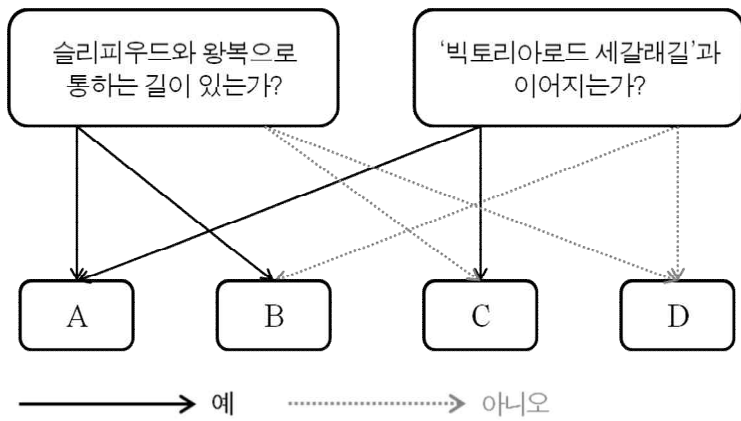 슬리피우드와 왕복으로
통하는 길이 있는가?
‘빅토리아로드 세갈래길’과
이어지는가?
A
B
C
D
예
아니오